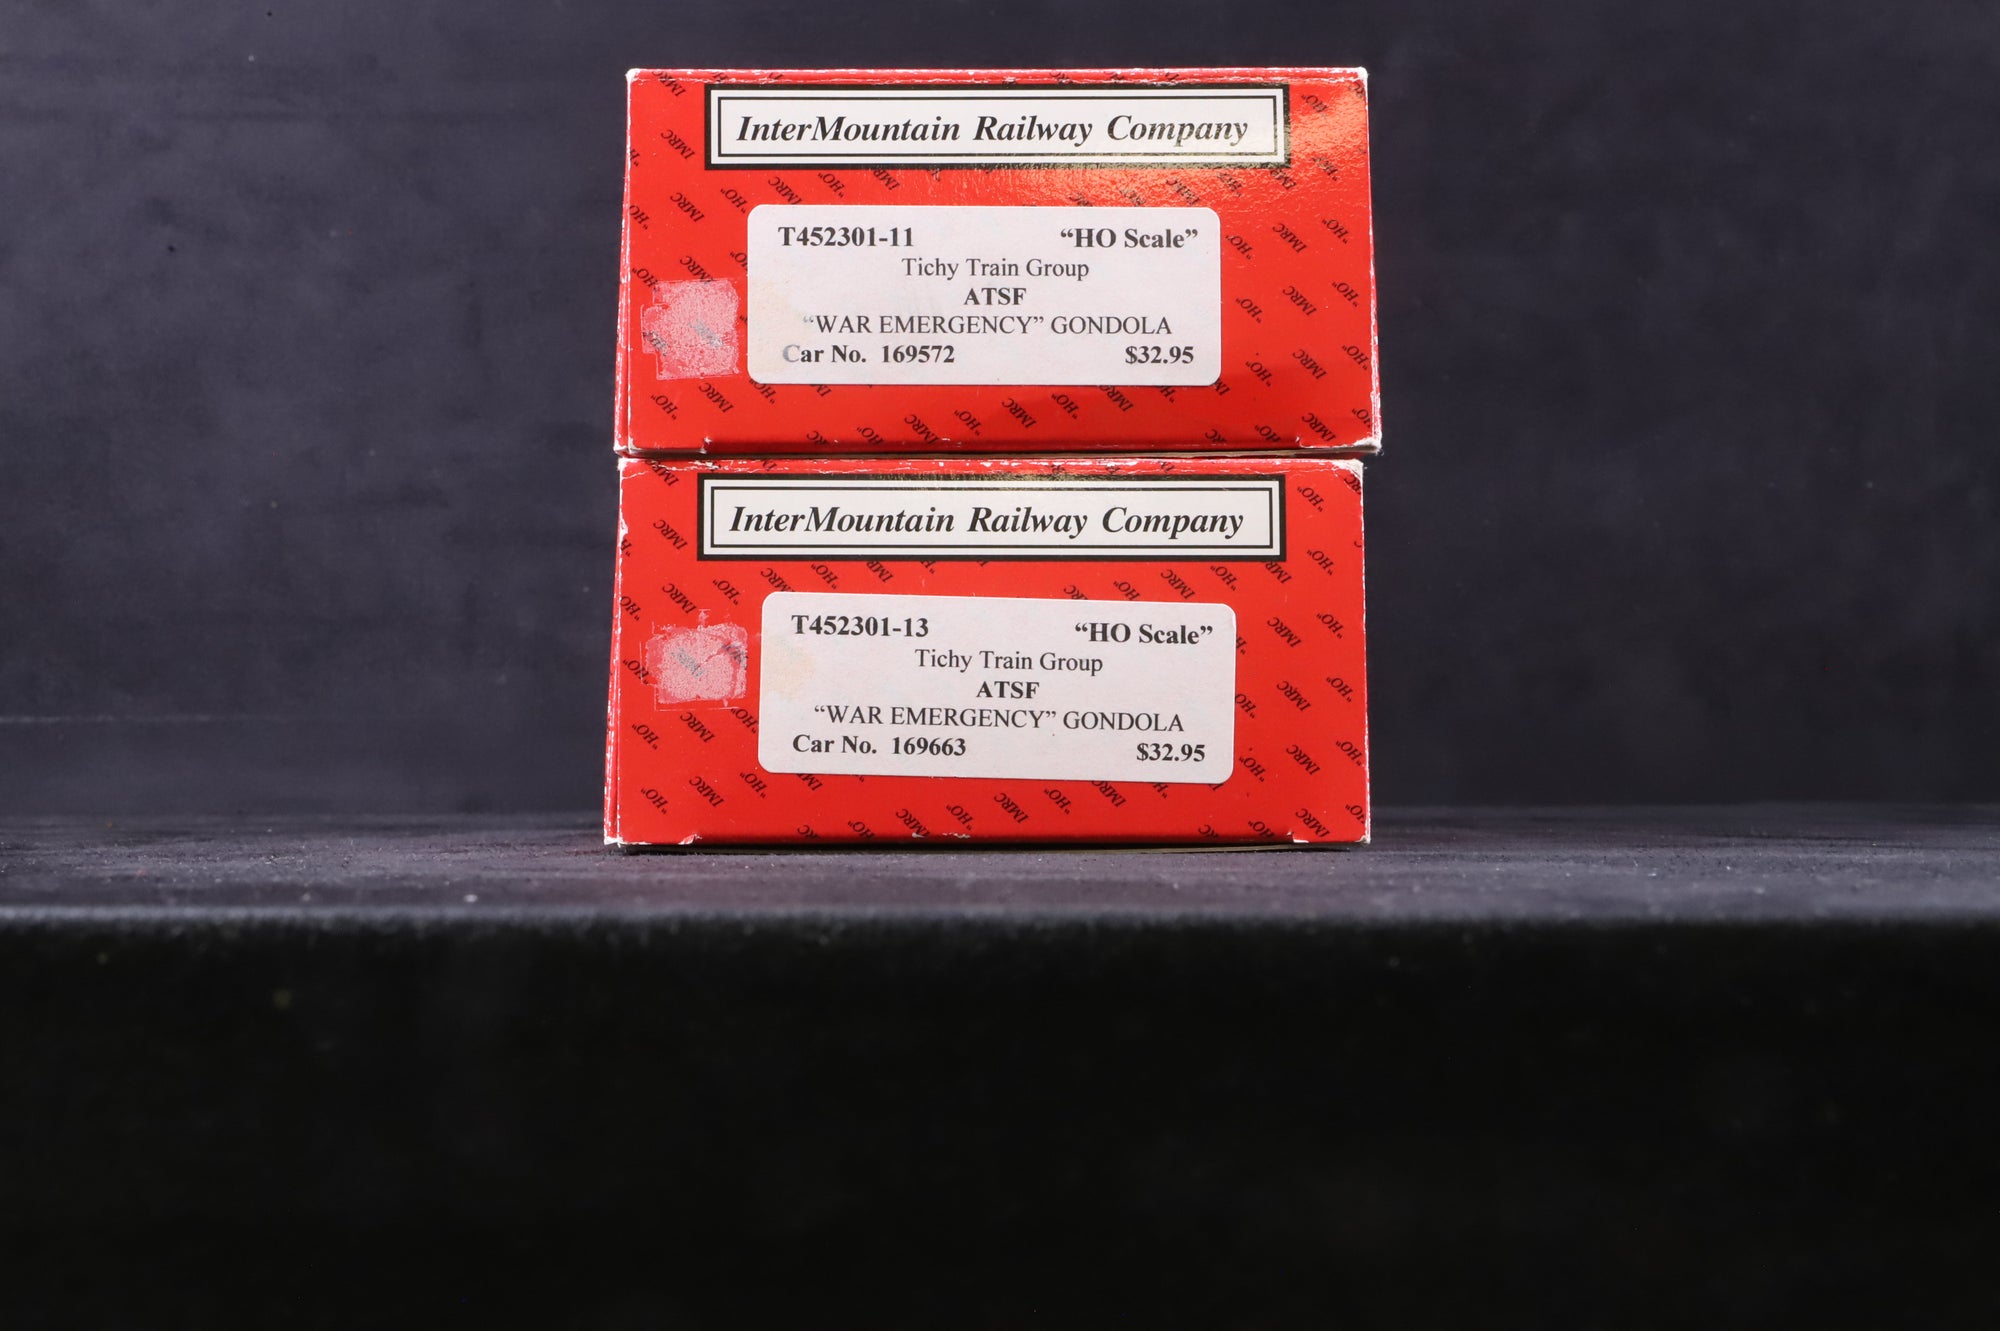 InterMountain Railway Company
T452301-11 “HO Scale”
Tichy Train Group
ATSF
“WAR EMERGENCY” GONDOLA
Car No. 169572 $32.95
InterMountain Railway Company
T452301-13 “HO Scale”
Tichy Train Group
ATSF
“WAR EMERGENCY” GONDOLA
Car No. 169663 $32.95